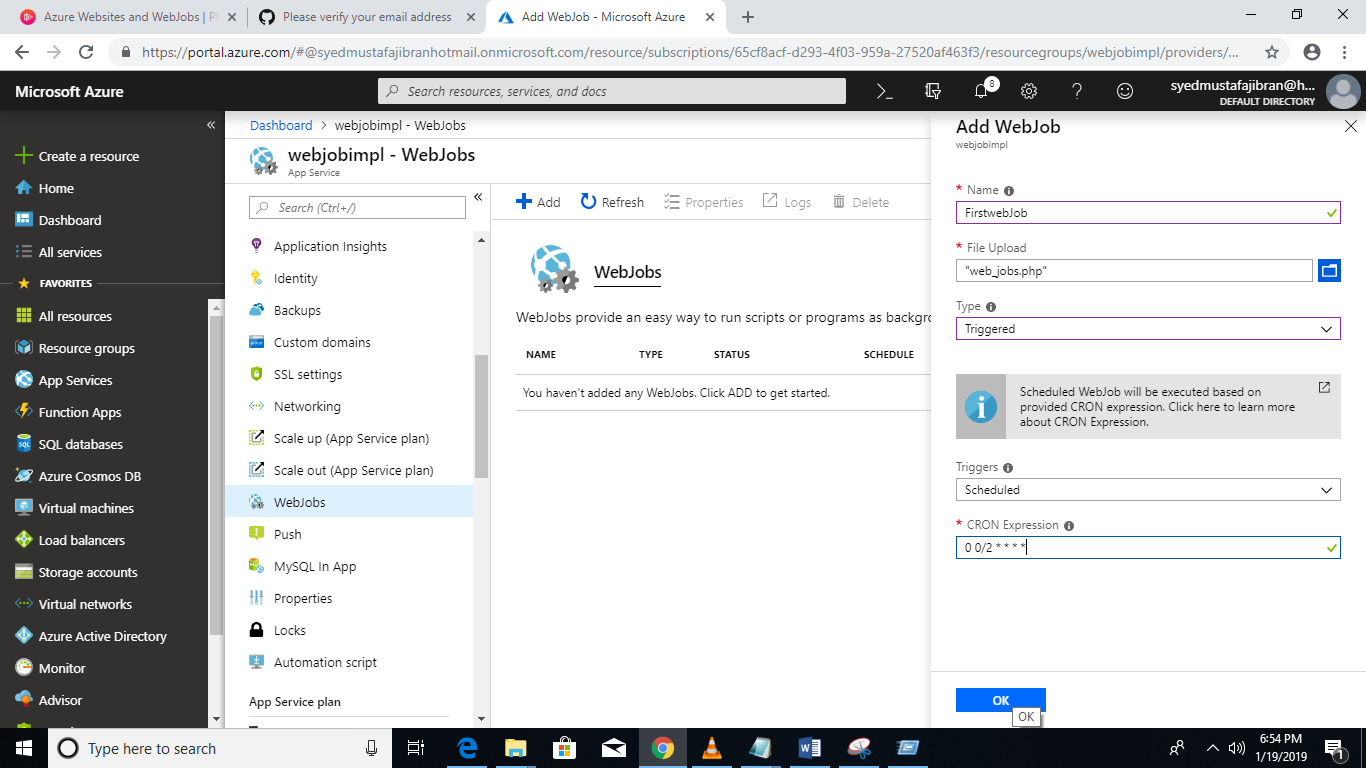 Azure Websites and WebJobs | Pl
Please verify your email address
Add WebJob - Microsoft Azure
https://portal.azure.com/#@syedmustafajibranhotmail.onmicrosoft.com/resource/subscriptions/65cf8acf-d293-4f03-959a-27520af463f3/resourcegroups/webjobimpl/providers/...
Microsoft Azure
Search resources, services, and docs
8
syedmustafajibran@h...
DEFAULT DIRECTORY
Create a resource
Home
Dashboard
All services
FAVORITES
All resources
Resource groups
App Services
Function Apps
SQL databases
Azure Cosmos DB
Virtual machines
Load balancers
Storage accounts
Virtual networks
Azure Active Directory
Monitor
Advisor
Dashboard > webjobimpl - WebJobs
webjobimpl - WebJobs
App Service
Search (Ctrl+/)
Application Insights
Identity
Backups
Custom domains
SSL settings
Networking
Scale up (App Service plan)
Scale out (App Service plan)
WebJobs
Push
MySQL In App
Properties
Locks
Automation script
App Service plan
Add Refresh Properties Logs Delete
WebJobs
WebJobs provide an easy way to run scripts or programs as backgro
NAME TYPE STATUS SCHEDULE
You haven't added any WebJobs. Click ADD to get started.
Add WebJob
webjobimpl
* Name
FirstwebJob
* File Upload
"web_jobs.php"
Type
Triggered
Scheduled WebJob will be executed based on
provided CRON expression. Click here to learn more
about CRON Expression.
Triggers
Scheduled
* CRON Expression
0 0/2 * * * *
OK
OK
Type here to search
6:54 PM
1/19/2019
1